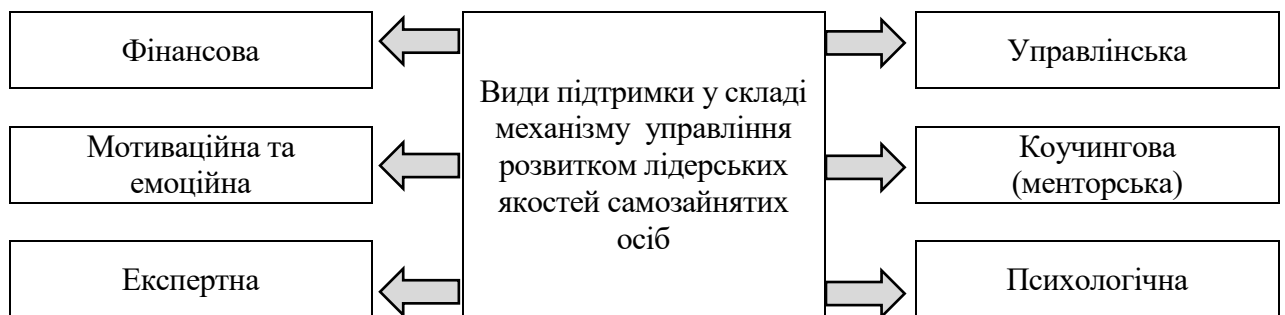 Фінансова
Мотиваційна та
емоційна
Експертна
Види підтримки у складі
механізму управління
розвитком лідерських
якостей самозайнятих
осіб
Управлінська
Коучингова
(менторська)
Психологічна